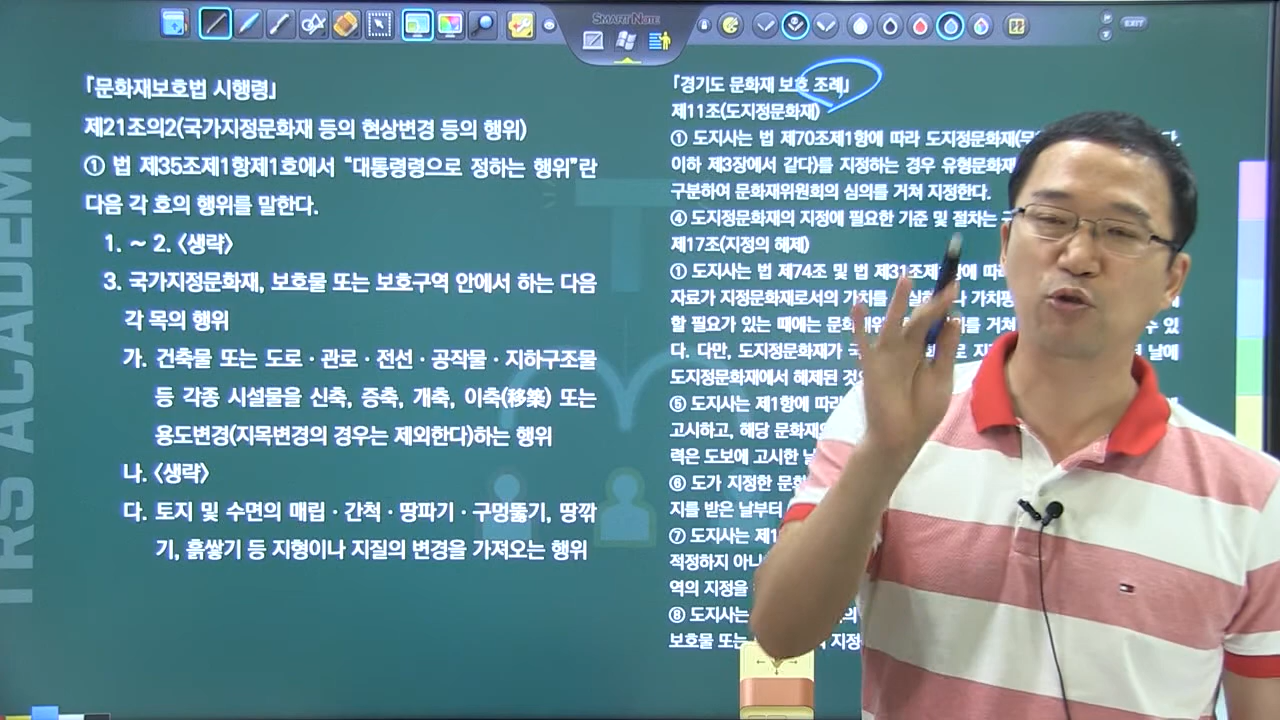 SMARTNOTE
EXIT
「문화재보호법 시행령」
제21조의2(국가지정문화재 등의 현상변경 등의 행위)
① 법 제35조제1항제1호에서 “대통령령으로 정하는 행위”란
다음 각 호의 행위를 말한다.
1. ~ 2. <생략>
3. 국가지정문화재, 보호물 또는 보호구역 안에서 하는 다음
각 목의 행위
가. 건축물 또는 도로·관로·전선·공작물·지하구조물
등 각종 시설물을 신축, 증축, 개축, 이축(移築) 또는
용도변경(지목변경의 경우는 제외한다)하는 행위
나. <생략>
다. 토지 및 수면의 매립·간척·땅파기·구멍뚫기, 땅깎
기, 흙쌓기 등 지형이나 지질의 변경을 가져오는 행위
「경기도 문화재 보호 조례」
제11조(도지정문화재)
① 도지사는 법 제70조제1항에 따라 도지정문화재
이하 제3장에서 같다)를 지정하는 경우 유형문화재
구분하여 문화재위원회의 심의를 거쳐 지정한다.
④ 도지정문화재의 지정에 필요한 기준 및 절차는
제17조(지정의 해제)
① 도지사는 법 제74조 및 법 제31조제
자료가 지정문화재로서의 가치를
할 필요가 있는 때에는 거쳐 수 있
다. 다만, 도지정문화재가 날에
도지정문화재에서 해제된
⑤ 도지사는 제1항에
고시하고, 해당
력은 도보에 고시한
⑥ 도가 지정한
지를 받은 날부터
⑦ 도지사는
적정하지
역의 지정을
⑧ 도지사는
보호물 또는 지정
TRS ACADEMY